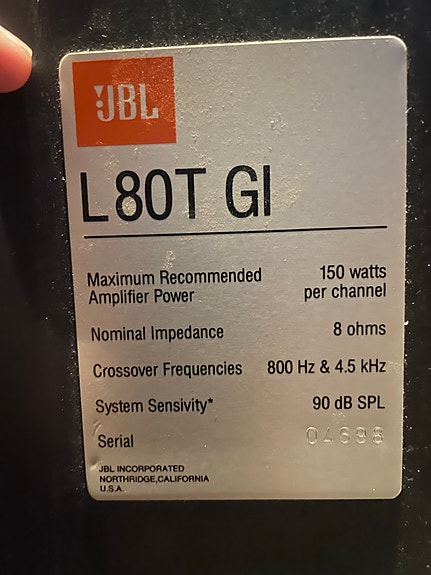 JBL
L80T GI
Maximum Recommended Amplifier Power 150 watts per channel
Nominal Impedance 8 ohms
Crossover Frequencies 800 Hz & 4.5 kHz
System Sensivity* 90 dB SPL
Serial 04698
JBL INCORPORATED
NORTHRIDGE,CALIFORNIA
U.S.A.